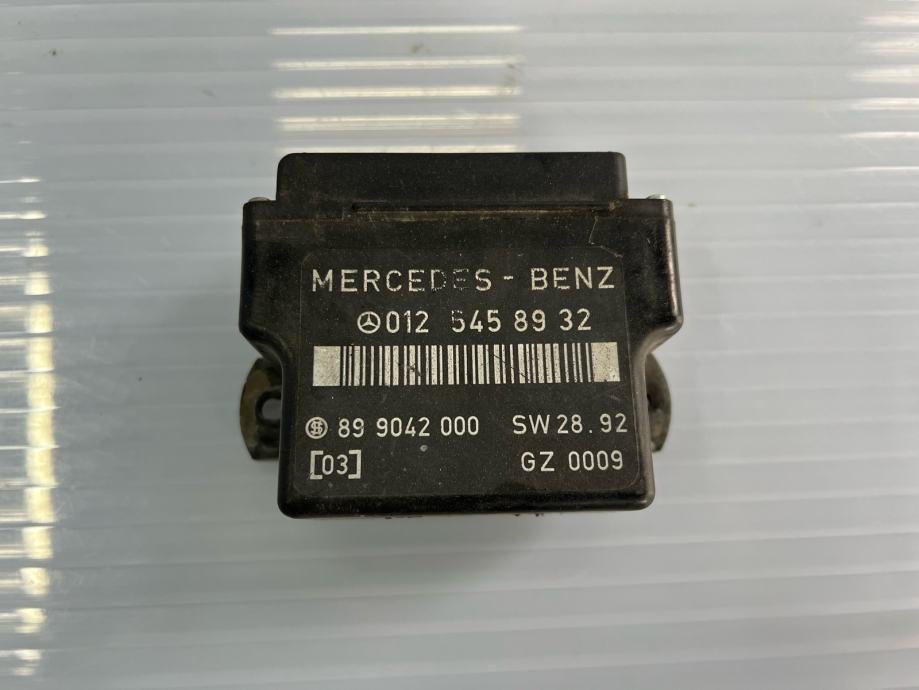 MERCEDES - BENZ
012 545 89 32
89 9042 000 SW 28.92
[03] GZ 0009